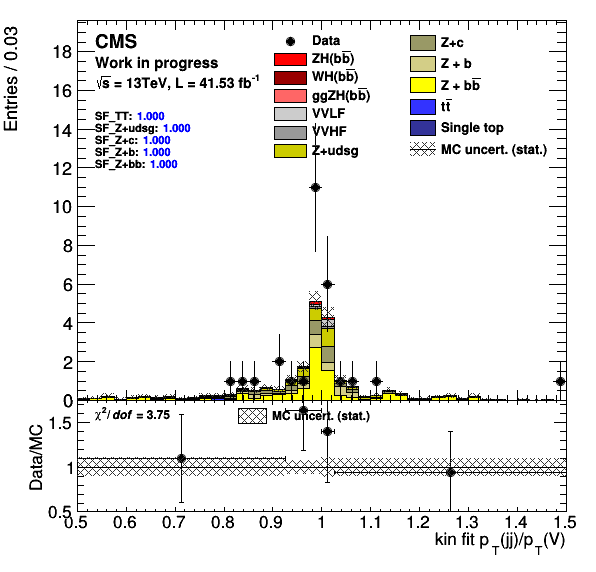 CMS
Work in progress
√s = 13TeV, L = 41.53 fb⁻¹
SF_TT: 1.000
SF_Z+udsg: 1.000
SF_Z+c: 1.000
SF_Z+b: 1.000
SF_Z+bb: 1.000
Data
ZH(bb̅)
WH(bb̅)
ggZH(bb̅)
VVLF
VVHF
Z+udsg
Z+c
Z + b
Z + bb̅
tt̅
Single top
MC uncert. (stat.)
Entries / 0.03
18
16
14
12
10
8
6
4
2
0
χ²/dof = 3.75
MC uncert. (stat.)
Data/MC
1.5
1
0.5
0.5 0.6 0.7 0.8 0.9 1 1.1 1.2 1.3 1.4 1.5
kin fit p_T(jj)/p_T(V)